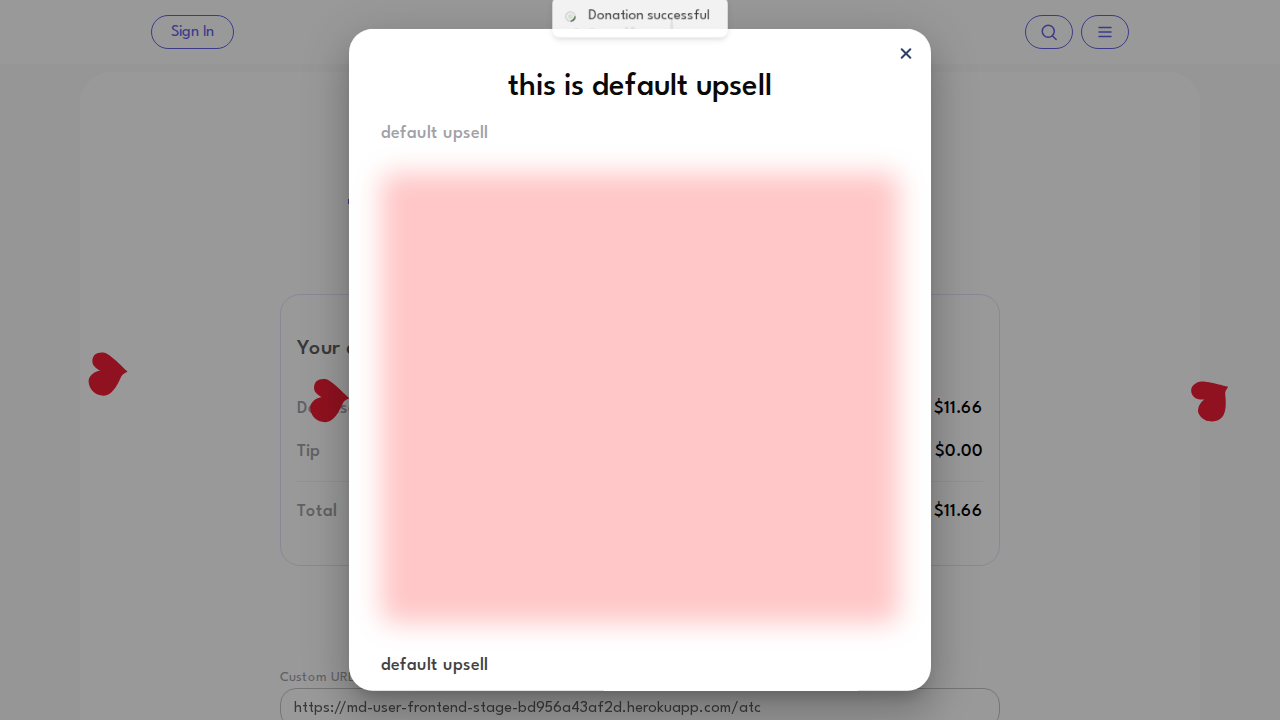 Donation successful
Sign In
this is default upsell
default upsell
Your
$11.66
Tip
$0.00
Total
$11.66
default upsell
Custom URL
https://md-user-frontend-stage-bd956a43af2d.herokuapp.com/atc